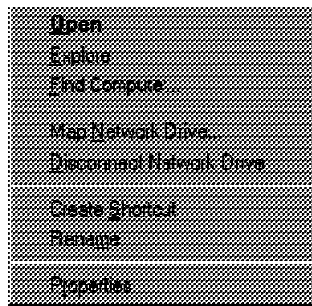 Open
Explore
Find Computer...
Map Network Drive...
Disconnect Network Drive...
Create Shortcut
Rename
Properties